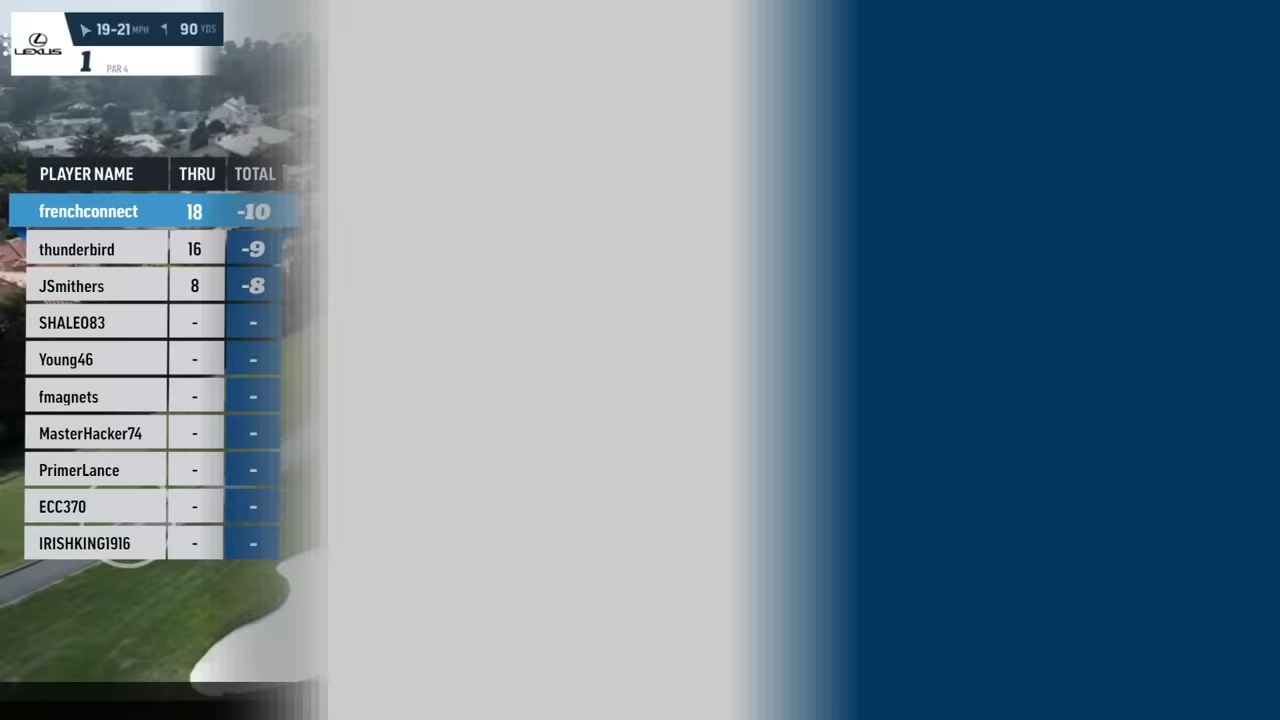 19-21 MPH 90 YDS
LEXUS
1 PAR 4
PLAYER NAME THRU TOTAL
frenchconnect 18 -10
thunderbird 16 -9
JSmithers 8 -8
SHALEO83 - -
Young46 - -
fmagnets - -
MasterHacker74 - -
PrimerLance - -
ECC370 - -
IRISHKING1916 - -